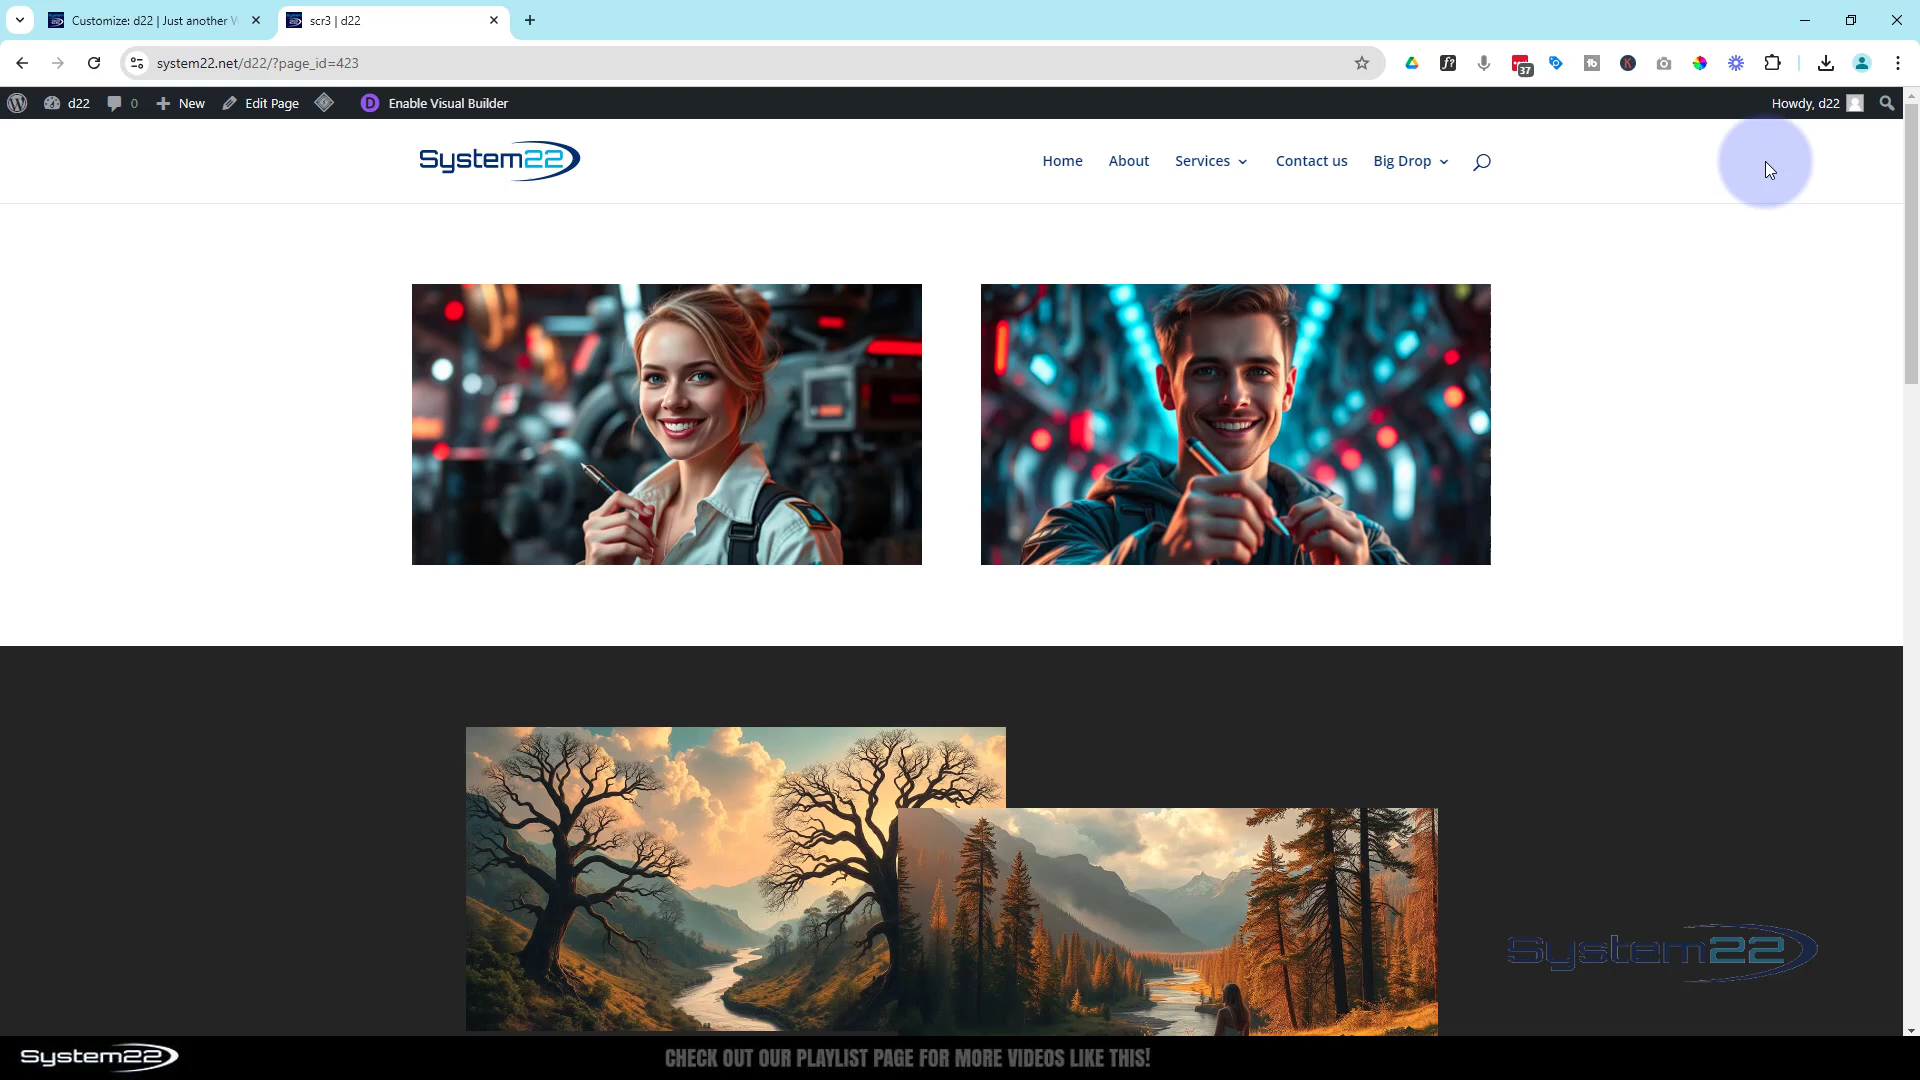 Customize: d22 | Just another W
scr3 | d22
system22.net/d22/?page_id=423
f?
37
tb
K
d22
0
New
Edit Page
D
Enable Visual Builder
Howdy, d22
System22
Home
About
Services
Contact us
Big Drop
System22
System22
CHECK OUT OUR PLAYLIST PAGE FOR MORE VIDEOS LIKE THIS!